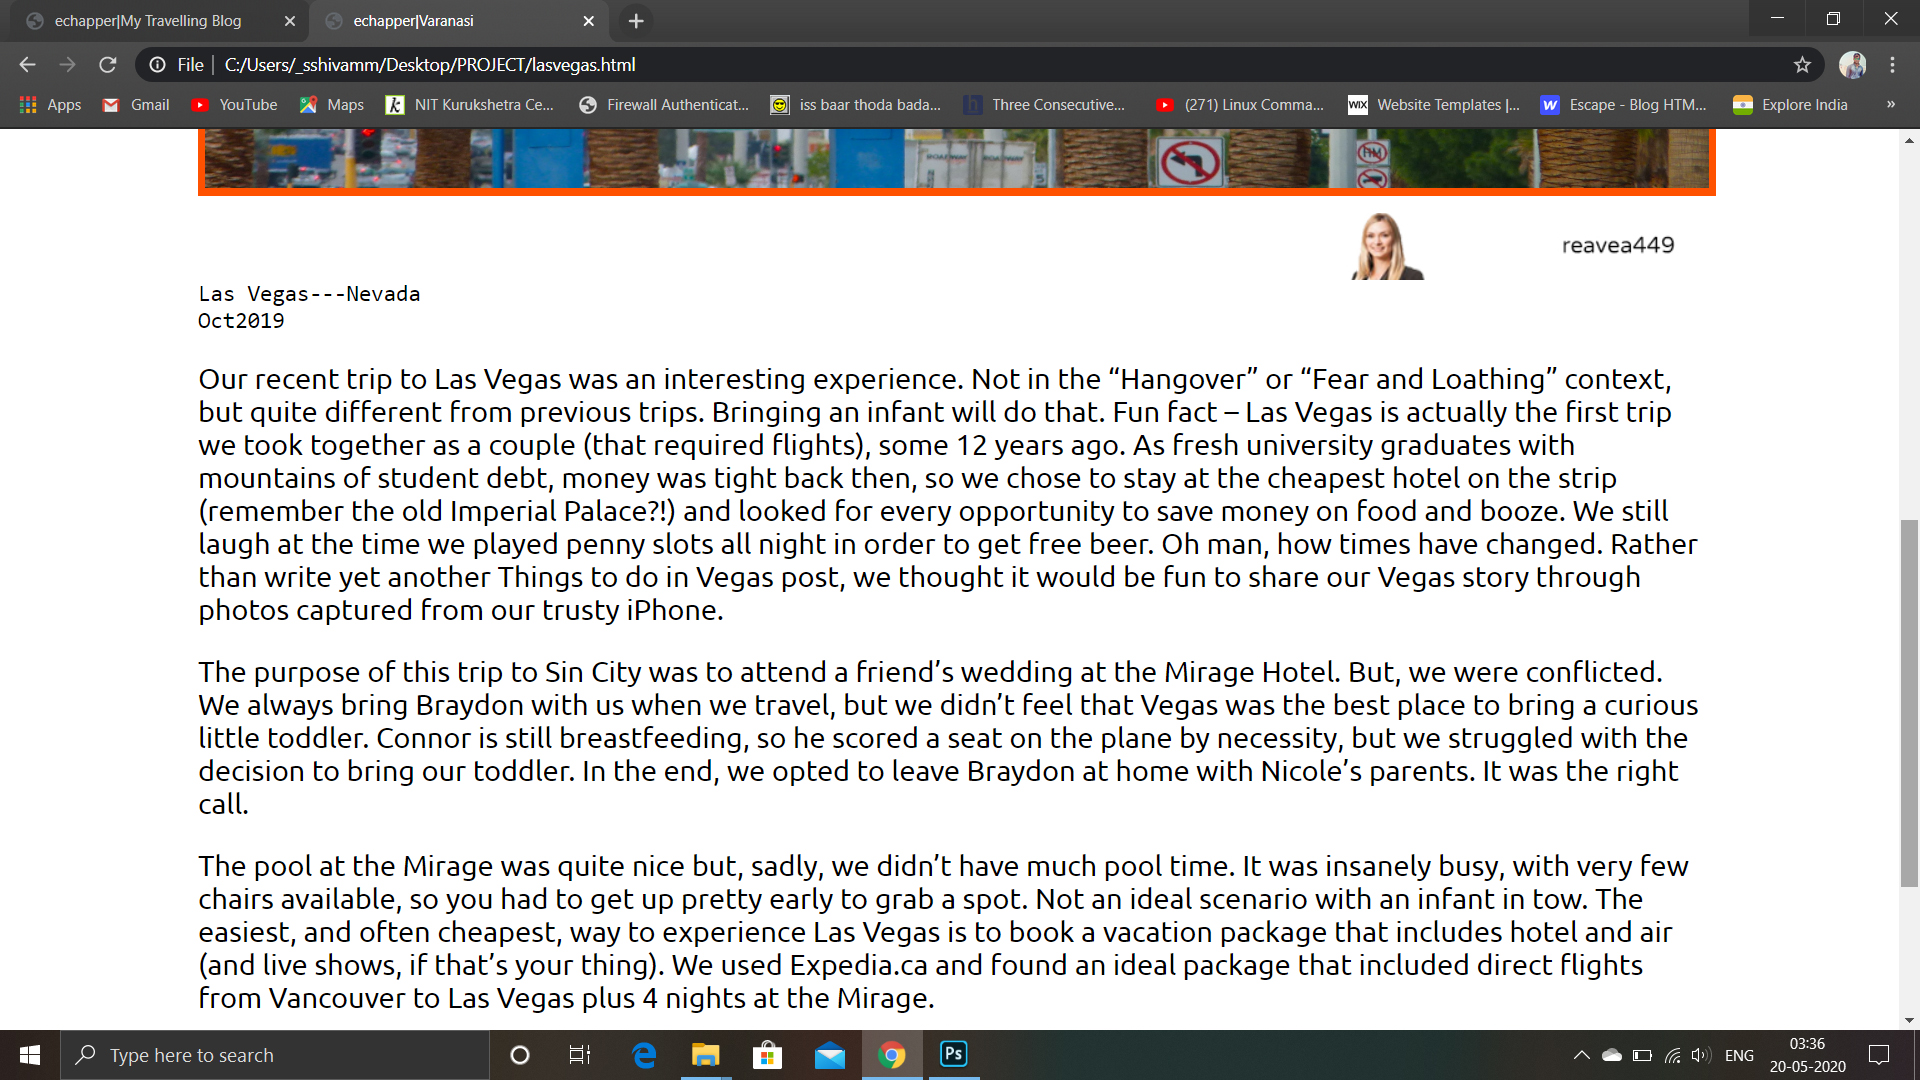 echapper|My Travelling Blog
echapper|Varanasi
File
C:/Users/_sshivamm/Desktop/PROJECT/lasvegas.html
Apps
Gmail
YouTube
Maps
NIT Kurukshetra Ce...
Firewall Authenticat...
iss baar thoda bada...
Three Consecutive...
(271) Linux Comma...
WIX
Website Templates |...
Escape - Blog HTM...
Explore India
»
reavea449
Las Vegas---Nevada
Oct2019
Our recent trip to Las Vegas was an interesting experience. Not in the “Hangover” or “Fear and Loathing” context,
but quite different from previous trips. Bringing an infant will do that. Fun fact – Las Vegas is actually the first trip
we took together as a couple (that required flights), some 12 years ago. As fresh university graduates with
mountains of student debt, money was tight back then, so we chose to stay at the cheapest hotel on the strip
(remember the old Imperial Palace?!) and looked for every opportunity to save money on food and booze. We still
laugh at the time we played penny slots all night in order to get free beer. Oh man, how times have changed. Rather
than write yet another Things to do in Vegas post, we thought it would be fun to share our Vegas story through
photos captured from our trusty iPhone.
The purpose of this trip to Sin City was to attend a friend’s wedding at the Mirage Hotel. But, we were conflicted.
We always bring Braydon with us when we travel, but we didn’t feel that Vegas was the best place to bring a curious
little toddler. Connor is still breastfeeding, so he scored a seat on the plane by necessity, but we struggled with the
decision to bring our toddler. In the end, we opted to leave Braydon at home with Nicole’s parents. It was the right
call.
The pool at the Mirage was quite nice but, sadly, we didn’t have much pool time. It was insanely busy, with very few
chairs available, so you had to get up pretty early to grab a spot. Not an ideal scenario with an infant in tow. The
easiest, and often cheapest, way to experience Las Vegas is to book a vacation package that includes hotel and air
(and live shows, if that’s your thing). We used Expedia.ca and found an ideal package that included direct flights
from Vancouver to Las Vegas plus 4 nights at the Mirage.
Type here to search
Ps
ENG
03:36
20-05-2020